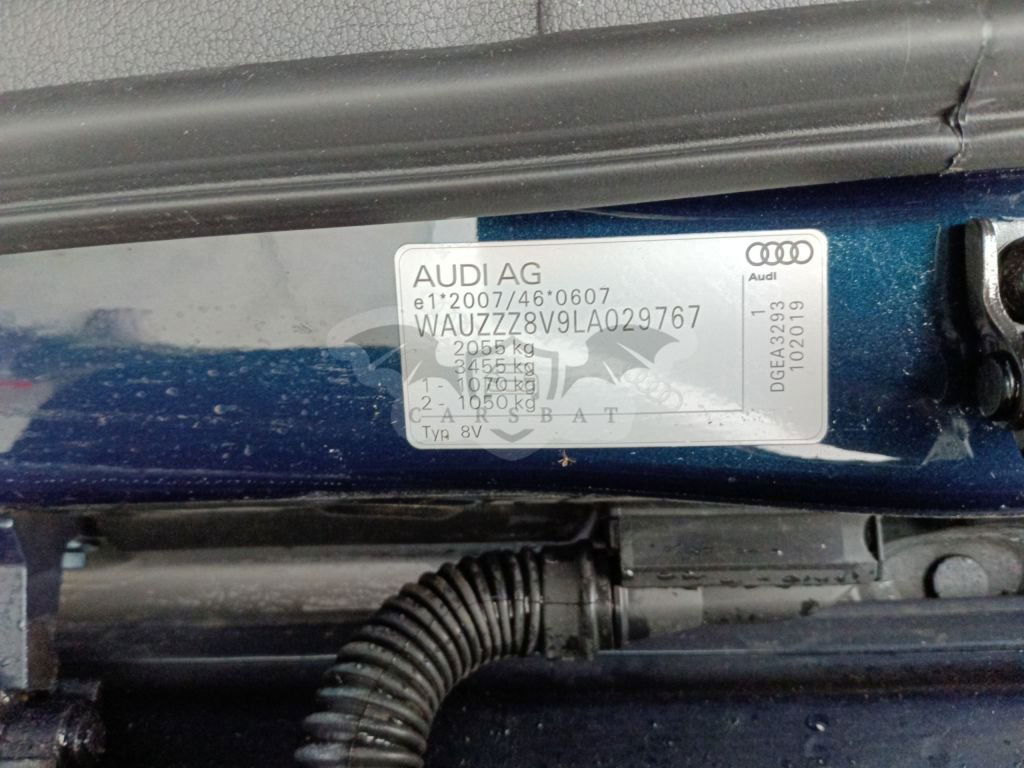 AUDI AG
e1*2007/46*0607
WAUZZZ8V9LA029767
2055 kg
3455 kg
1 - 1070 kg
2 - 1050 kg
Typ 8V
Audi
DGEA3293 1
102019
CARSBAT